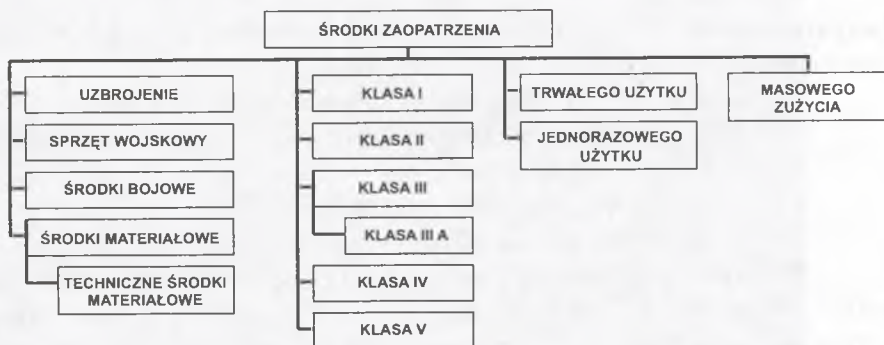 ŚRODKI ZAOPATRZENIA
UZBROJENIE
SPRZĘT WOJSKOWY
ŚRODKI BOJOWE
ŚRODKI MATERIAŁOWE
TECHNICZNE ŚRODKI
MATERIAŁOWE
KLASA I
KLASA II
KLASA III
KLASA III A
KLASA IV
KLASA V
TRWAŁEGO UŻYTKU
JEDNORAZOWEGO
UŻYTKU
MASOWEGO
ZUŻYCIA